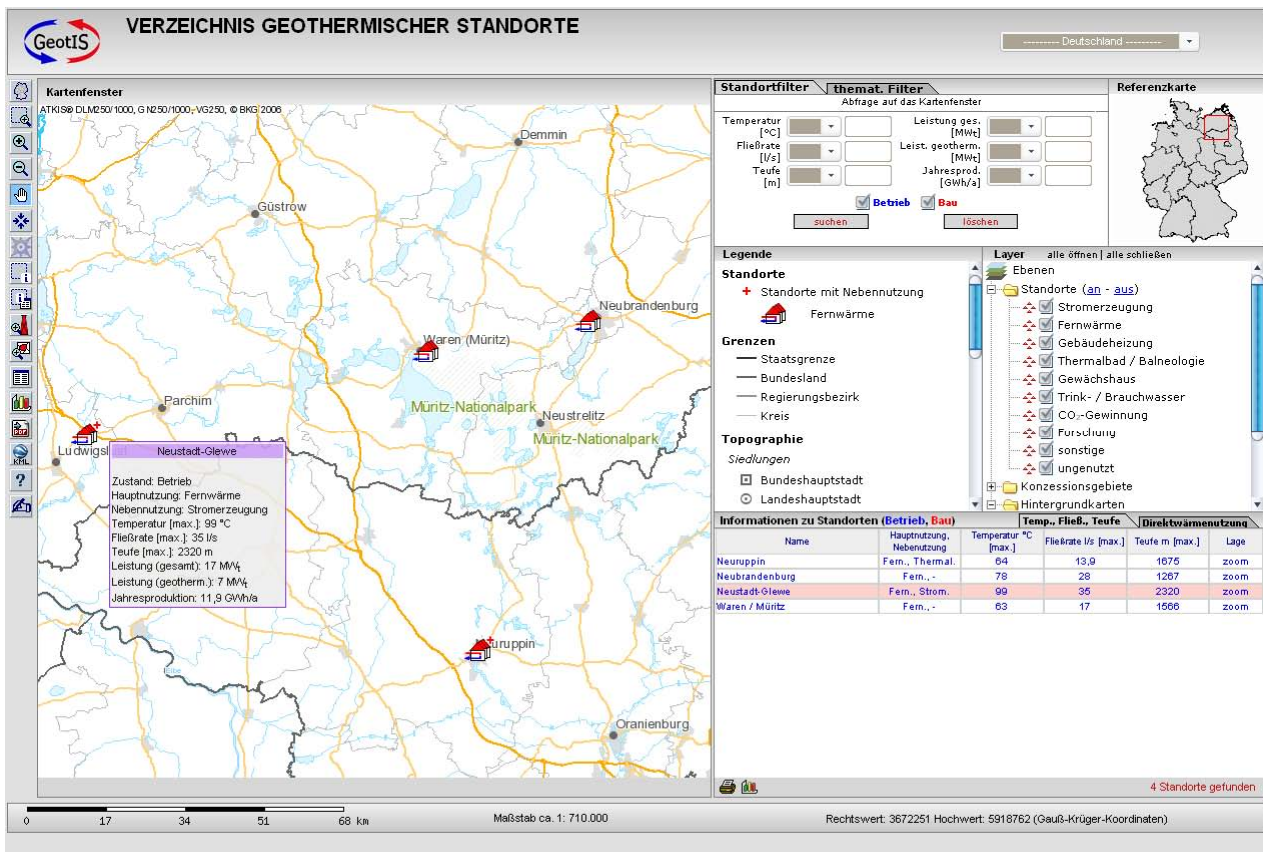 GeotIS
VERZEICHNIS GEOTHERMISCHER STANDORTE
--------- Deutschland ---------
Kartenfenster
ATKIS® DLM250/1000, GN250/1000, VG250, © BKG 2006
Demmin
Güstrow
Neubrandenburg
Waren (Müritz)
Müritz-Nationalpark
Parchim
Neustrelitz
Müritz-Nationalpark
Neustadt-Glewe
Zustand: Betrieb
Hauptnutzung: Fernwärme
Nebennutzung: Stromerzeugung
Temperatur [max.]: 99 °C
Fließrate [max.]: 35 l/s
Teufe [max.]: 2320 m
Leistung (gesamt): 17 MWt
Leistung (geotherm.): 7 MWt
Jahresproduktion: 11,9 GWh/a
Elbe
Oranienburg
KML
PDF
?
Standortfilter
themat. Filter
Abfrage auf das Kartenfenster
Temperatur [°C]
Leistung ges. [MWt]
Fließrate [l/s]
Leist. geotherm. [MWt]
Teufe [m]
Jahresprod. [GWh/a]
Betrieb Bau
suchen löschen
Referenzkarte
Legende
Standorte
+ Standorte mit Nebennutzung
Fernwärme
Grenzen
Staatsgrenze
Bundesland
Regierungsbezirk
Kreis
Topographie
Siedlungen
Bundeshauptstadt
Landeshauptstadt
Layer alle öffnen | alle schließen
Ebenen
Standorte (an - aus)
Stromerzeugung
Fernwärme
Gebäudeheizung
Thermalbad / Balneologie
Gewächshaus
Trink- / Brauchwasser
CO₂-Gewinnung
Forschung
sonstige
ungenutzt
Konzessionsgebiete
Hintergrundkarten
Informationen zu Standorten (Betrieb, Bau)
Temp., Fließ., Teufe
Direktwärmenutzung
Name Hauptnutzung, Nebenutzung Temperatur °C [max.] Fließrate l/s [max.] Teufe m [max.] Lage
Neuruppin Fern., Thermal. 64 13,9 1675 zoom
Neubrandenburg Fern., - 78 28 1267 zoom
Neustadt-Glewe Fern., Strom. 99 35 2320 zoom
Waren / Müritz Fern., - 63 17 1566 zoom
4 Standorte gefunden
0 17 34 51 68 km
Maßstab ca. 1: 710.000
Rechtswert: 3672251 Hochwert: 5918762 (Gauß-Krüger-Koordinaten)